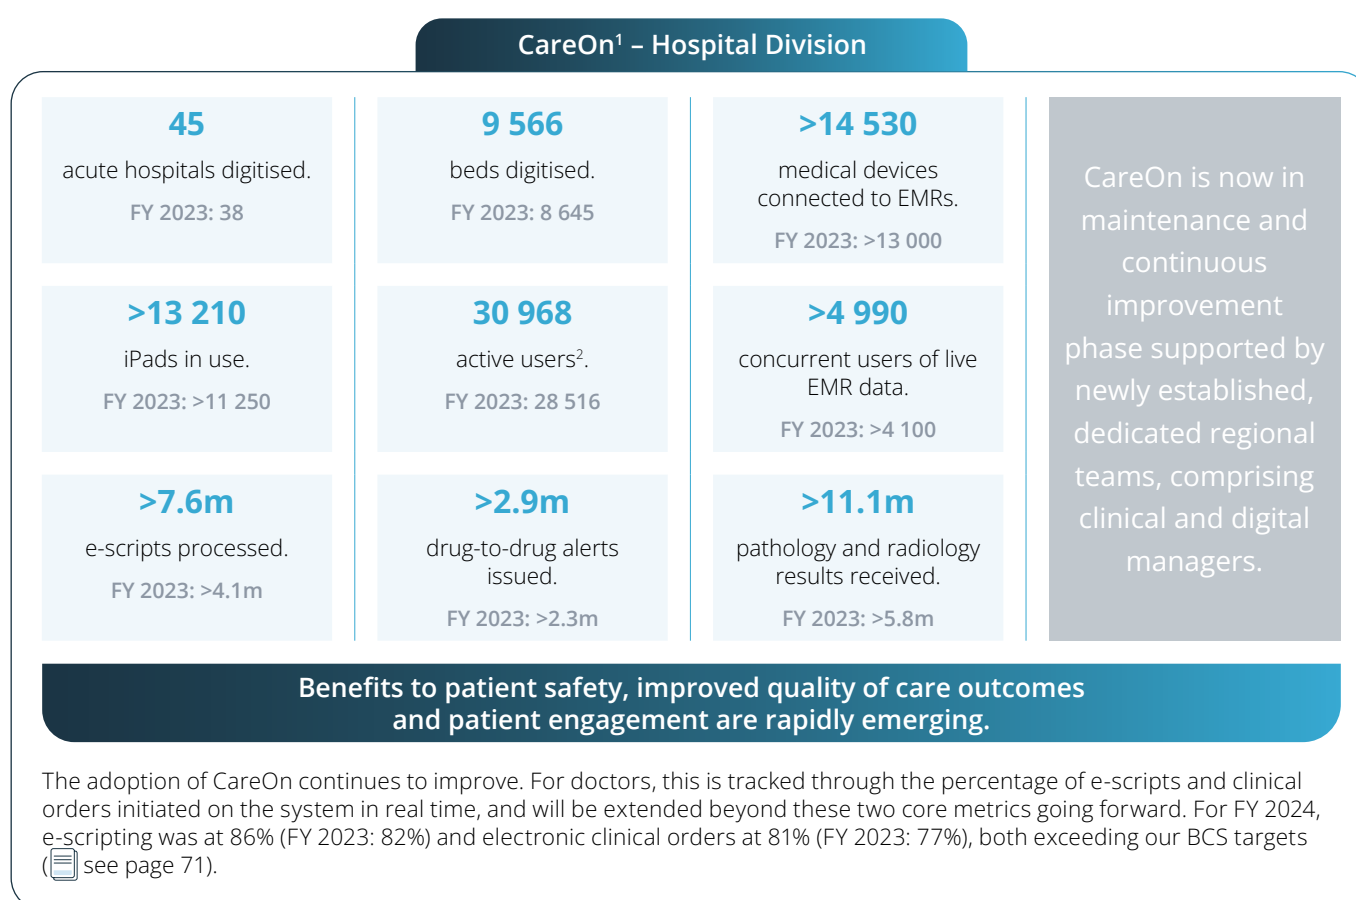 CareOn¹ – Hospital Division
45
acute hospitals digitised.
FY 2023: 38
9 566
beds digitised.
FY 2023: 8 645
>14 530
medical devices
connected to EMRs.
FY 2023: >13 000
>13 210
iPads in use.
FY 2023: >11 250
30 968
active users².
FY 2023: 28 516
>4 990
concurrent users of live
EMR data.
FY 2023: >4 100
>7.6m
e-scripts processed.
FY 2023: >4.1m
>2.9m
drug-to-drug alerts
issued.
FY 2023: >2.3m
>11.1m
pathology and radiology
results received.
FY 2023: >5.8m
CareOn is now in
maintenance and
continuous
improvement
phase supported by
newly established,
dedicated regional
teams, comprising
clinical and digital
managers.
Benefits to patient safety, improved quality of care outcomes
and patient engagement are rapidly emerging.
The adoption of CareOn continues to improve. For doctors, this is tracked through the percentage of e-scripts and clinical
orders initiated on the system in real time, and will be extended beyond these two core metrics going forward. For FY 2024,
e-scripting was at 86% (FY 2023: 82%) and electronic clinical orders at 81% (FY 2023: 77%), both exceeding our BCS targets
( see page 71).